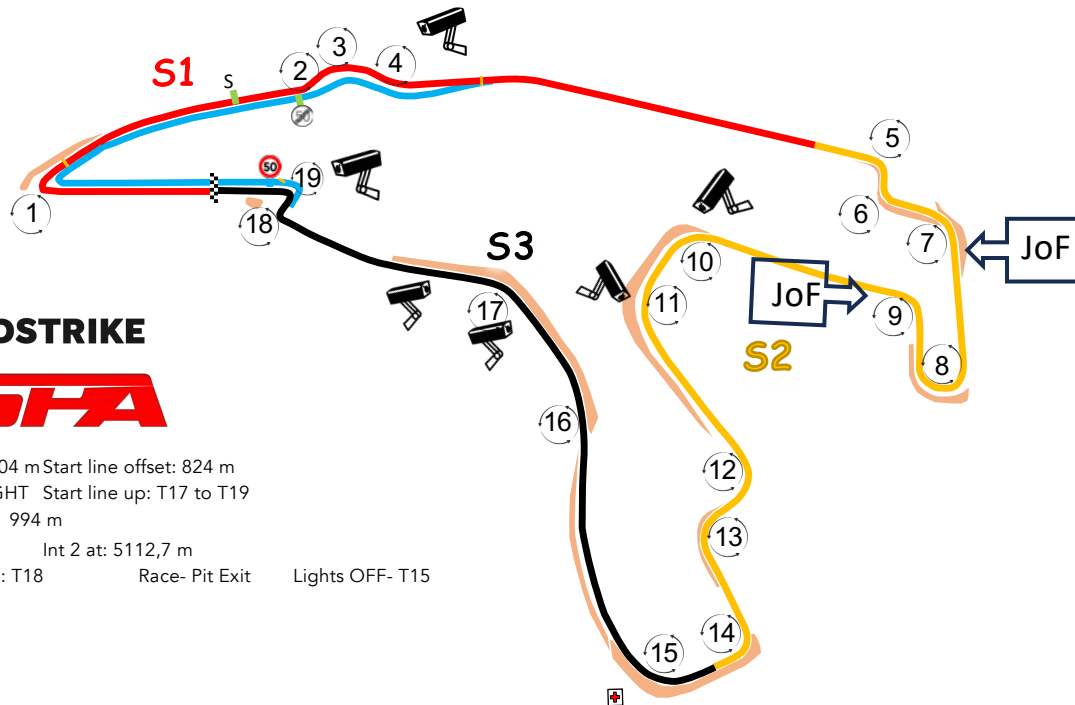 3
S1
2
4
S
50
5
50
19
1
18
6
7
JoF
S3
10
JoF
11
17
9
S2
8
DSTRIKE
16
04 m Start line offset: 824 m
GHT Start line up: T17 to T19
994 m
12
Int 2 at: 5112,7 m
13
: T18 Race- Pit Exit Lights OFF- T15
14
15